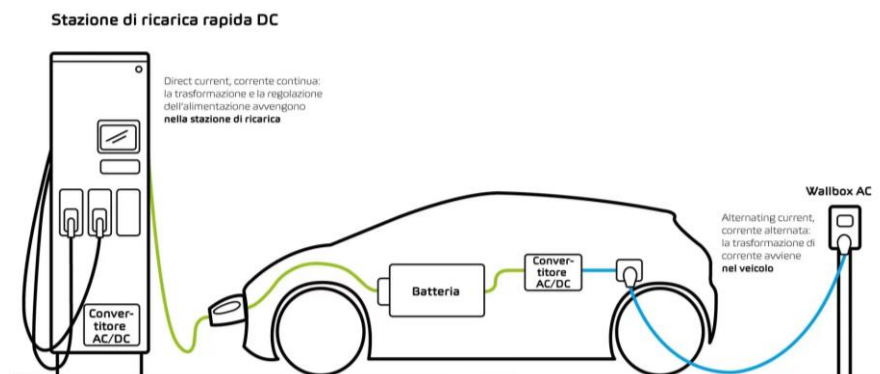 Stazione di ricarica rapida DC
Direct current, corrente continua:
la trasformazione e la regolazione
dell'alimentazione avvengono
nella stazione di ricarica
Wallbox AC
Alternating current,
corrente alternata:
la trasformazione di
corrente avviene
nel veicolo
Conver-
titore
AC/DC
Batteria
Conver-
titore
AC/DC